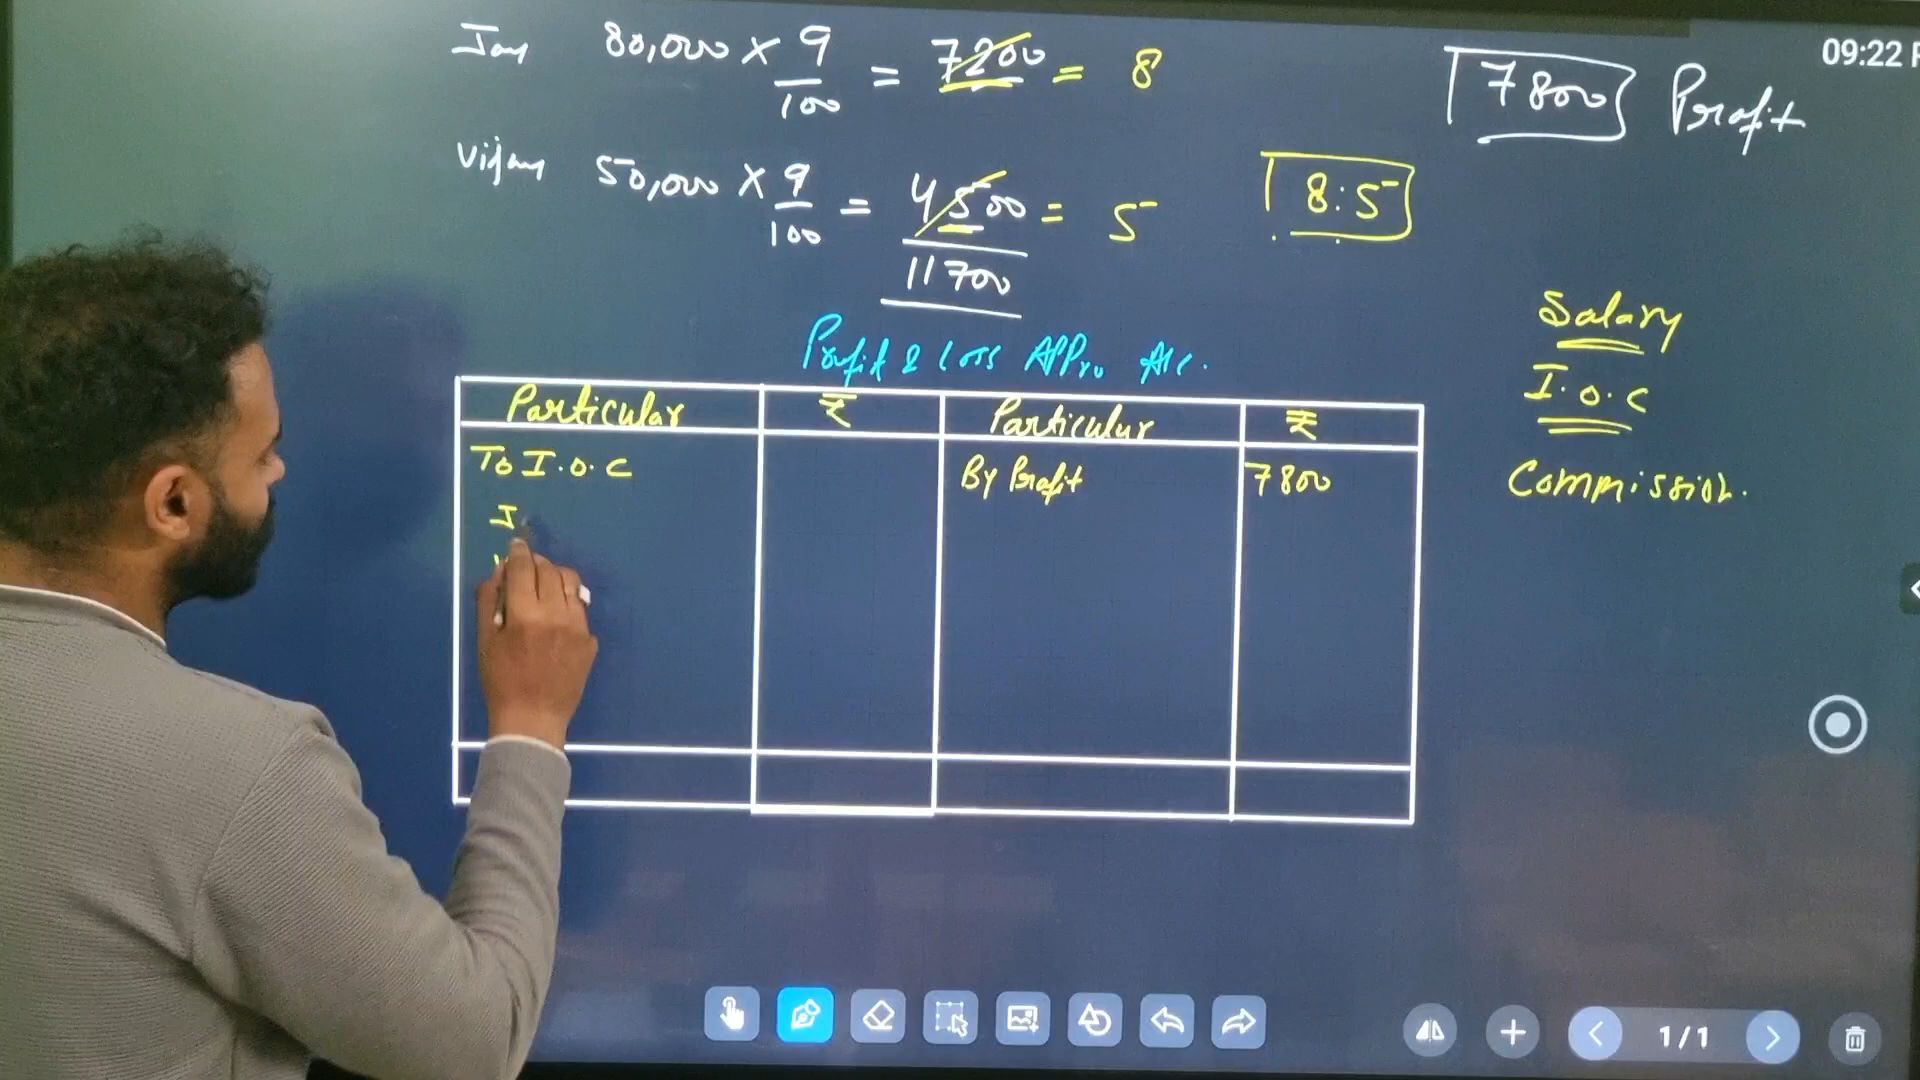 09:22
Jay 80,000 × 9/100 = 7200 = 8
7800 Profit
Vijay 50,000 × 9/100 = 4500 = 5
8:5
11700
Profit & Loss APPro A/c.
Salary
I.O.C
Commission.
Particular ₹ Particular ₹
To I.O.C By Profit 7800
J
1/1